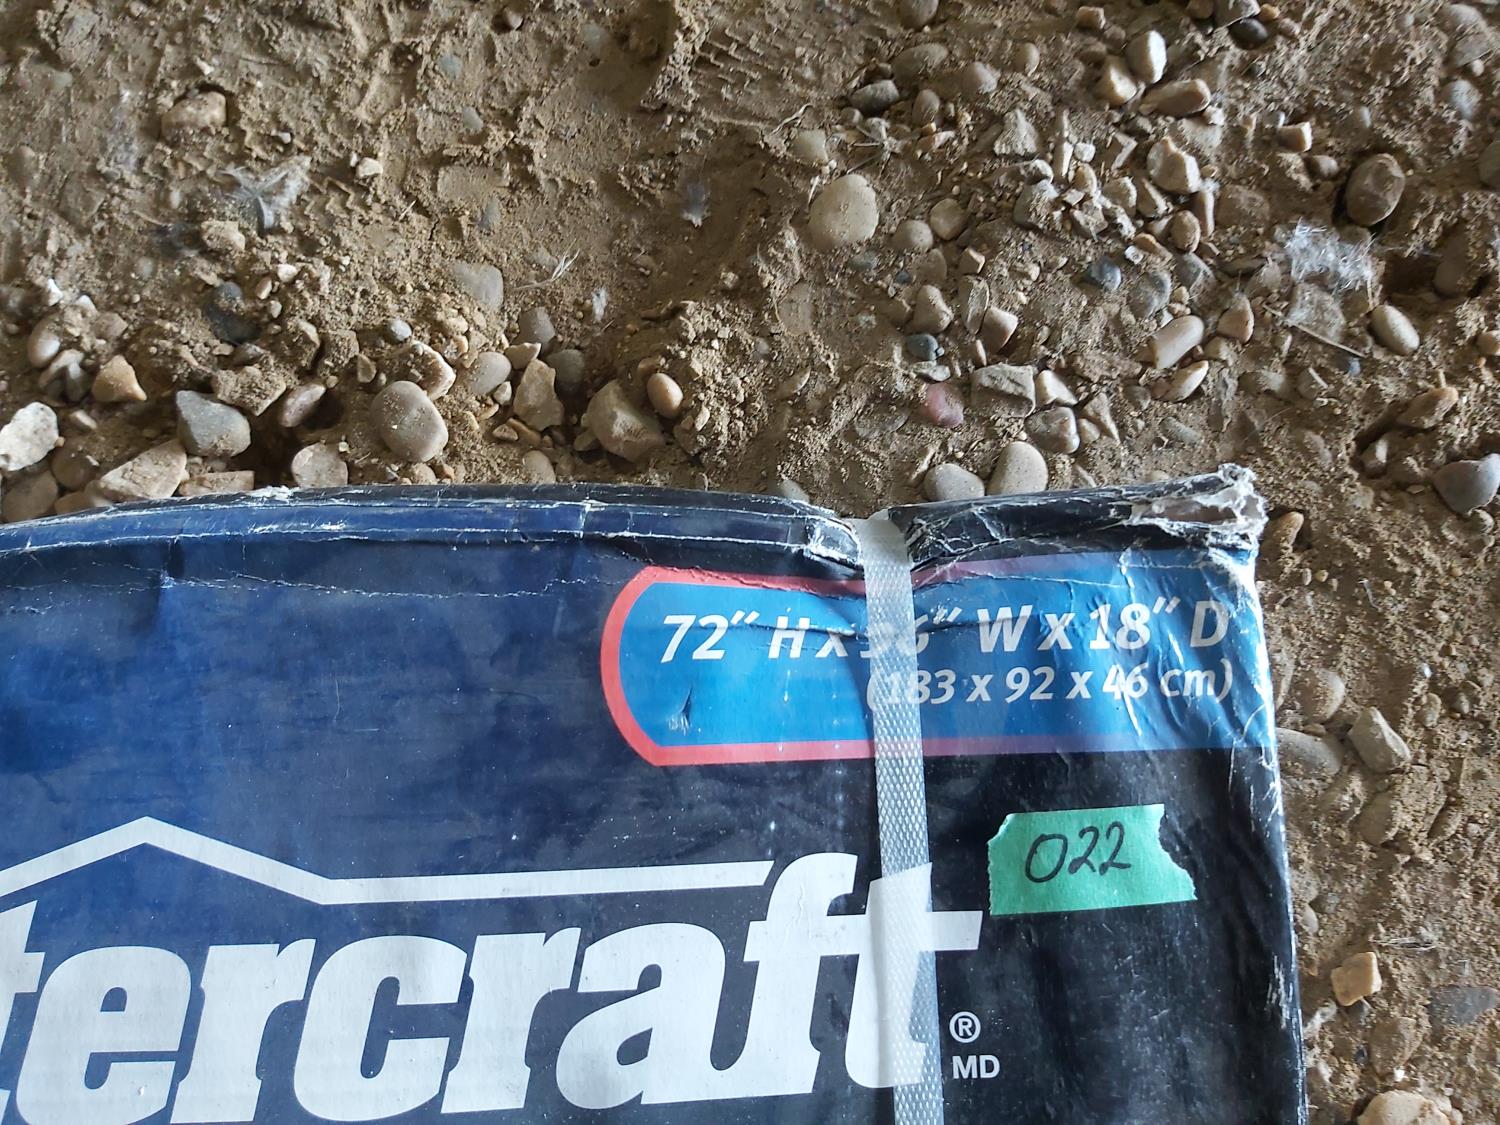 72" H x 36" W x 18" D
(183 x 92 x 46 cm)
022
tercraft®
MD